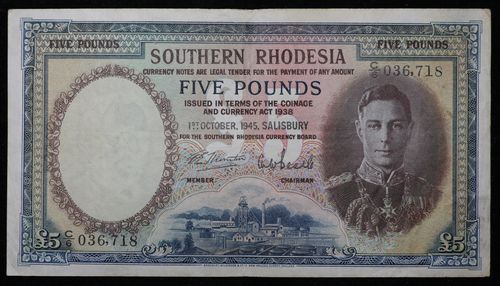 FIVE POUNDS FIVE POUNDS
SOUTHERN RHODESIA
CURRENCY NOTES ARE LEGAL TENDER FOR THE PAYMENT OF ANY AMOUNT
C/6 036,718
FIVE POUNDS
ISSUED IN TERMS OF THE COINAGE
AND CURRENCY ACT 1938
1ST OCTOBER, 1945, SALISBURY
FOR THE SOUTHERN RHODESIA CURRENCY BOARD
MEMBER CHAIRMAN
£5 C/6 036,718 £5